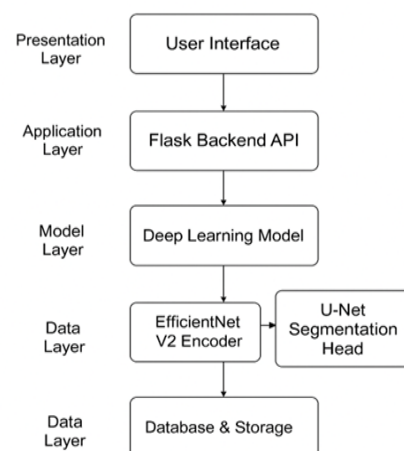 Presentation
Layer
User Interface
Application
Layer
Flask Backend API
Model
Layer
Deep Learning Model
Data
Layer
EfficientNet
V2 Encoder
U-Net
Segmentation
Head
Data
Layer
Database & Storage